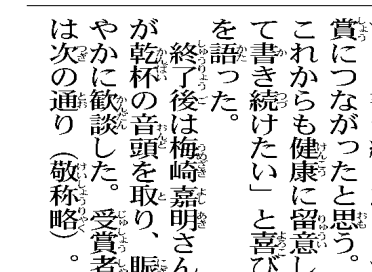 賞につながったと思う。
これからも健康に留意し
て書き続けたい」と喜び
を語った。
終了後は梅崎嘉明さん
が乾杯の音頭を取り、賑
やかに歓談した。受賞者
は次の通り（敬称略）。